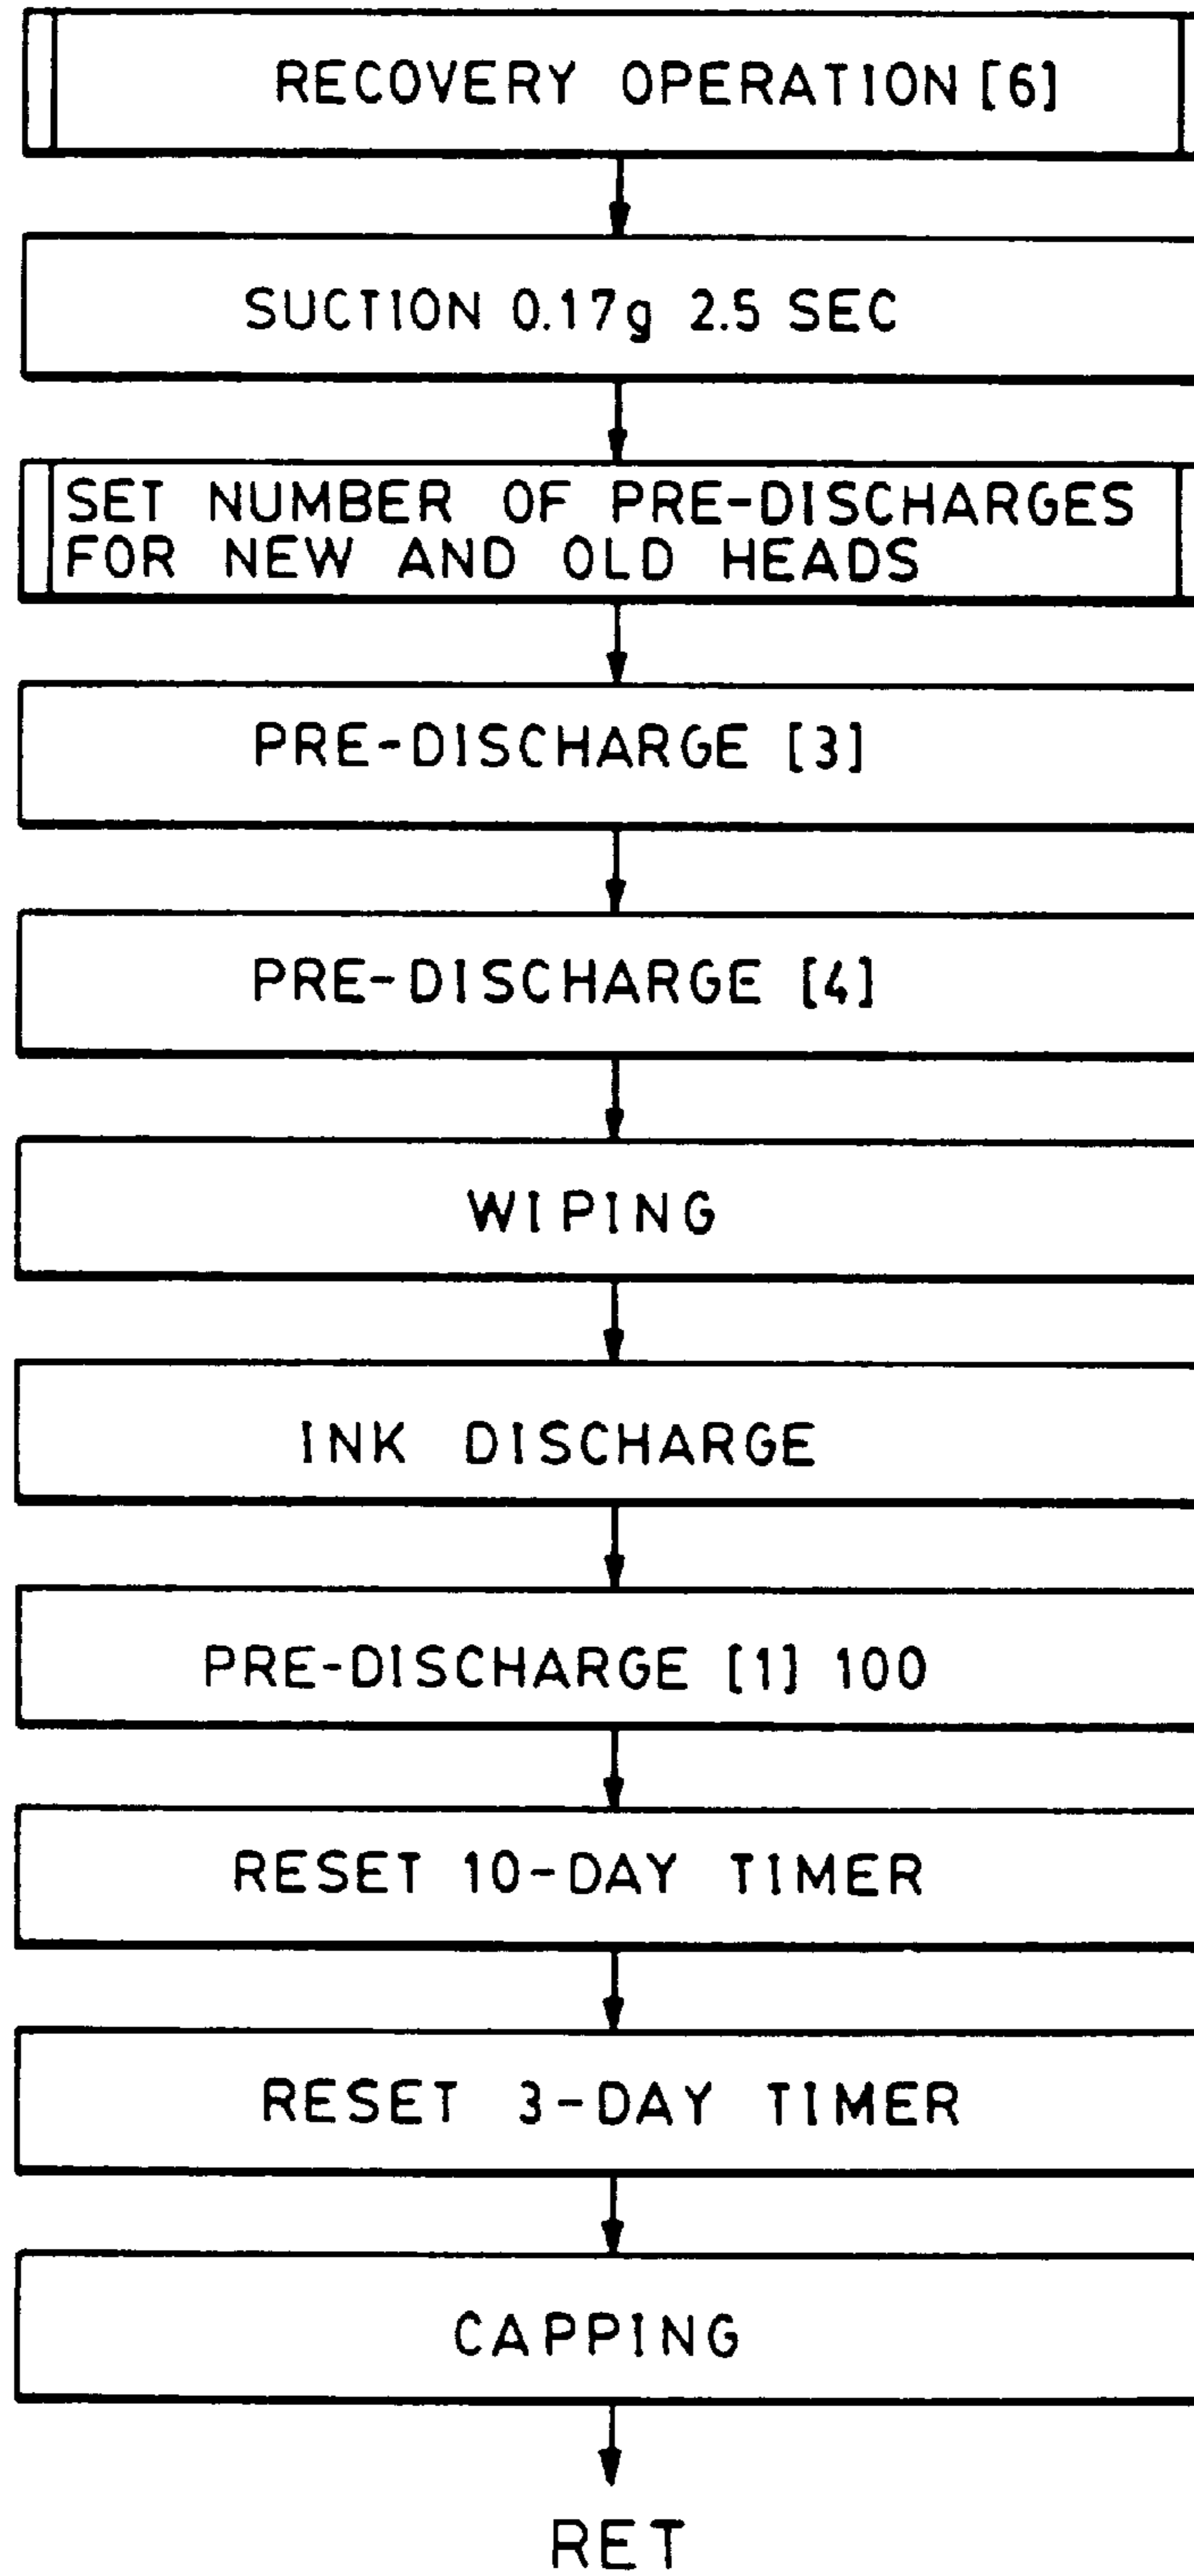 RECOVERY OPERATION [6]
SUCTION 0.17g 2.5 SEC
SET NUMBER OF PRE-DISCHARGES
FOR NEW AND OLD HEADS
PRE-DISCHARGE [3]
PRE-DISCHARGE [4]
WIPING
INK DISCHARGE
PRE-DISCHARGE [1] 100
RESET 10-DAY TIMER
RESET 3-DAY TIMER
CAPPING
RET